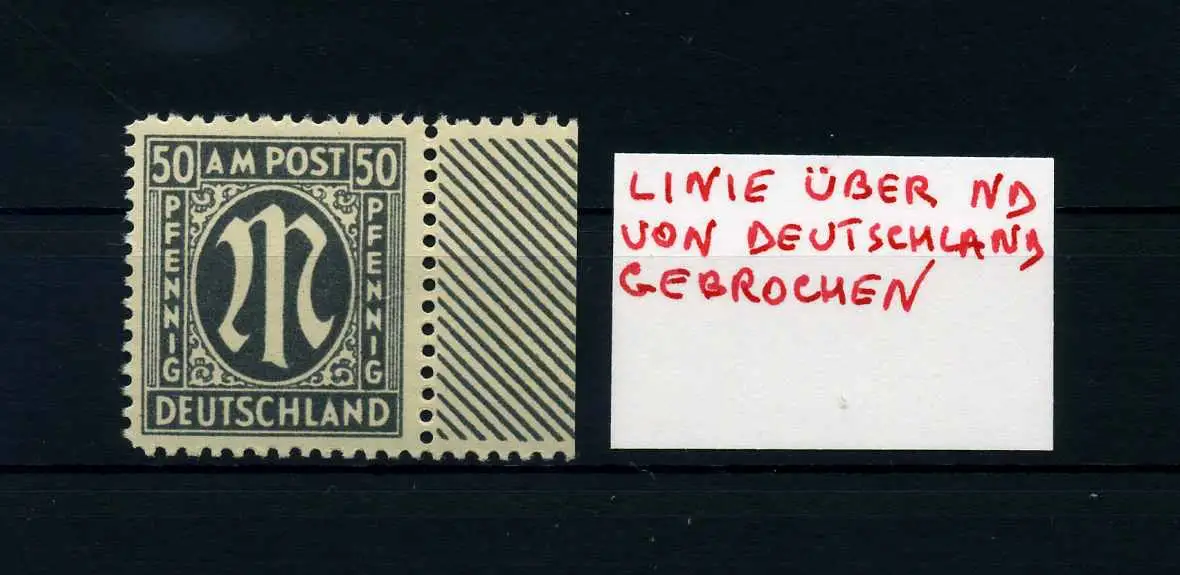 50 AM POST 50
PFENNIG
PFENNIG
DEUTSCHLAND
LINIE ÜBER ND
VON DEUTSCHLAND
GEBROCHEN